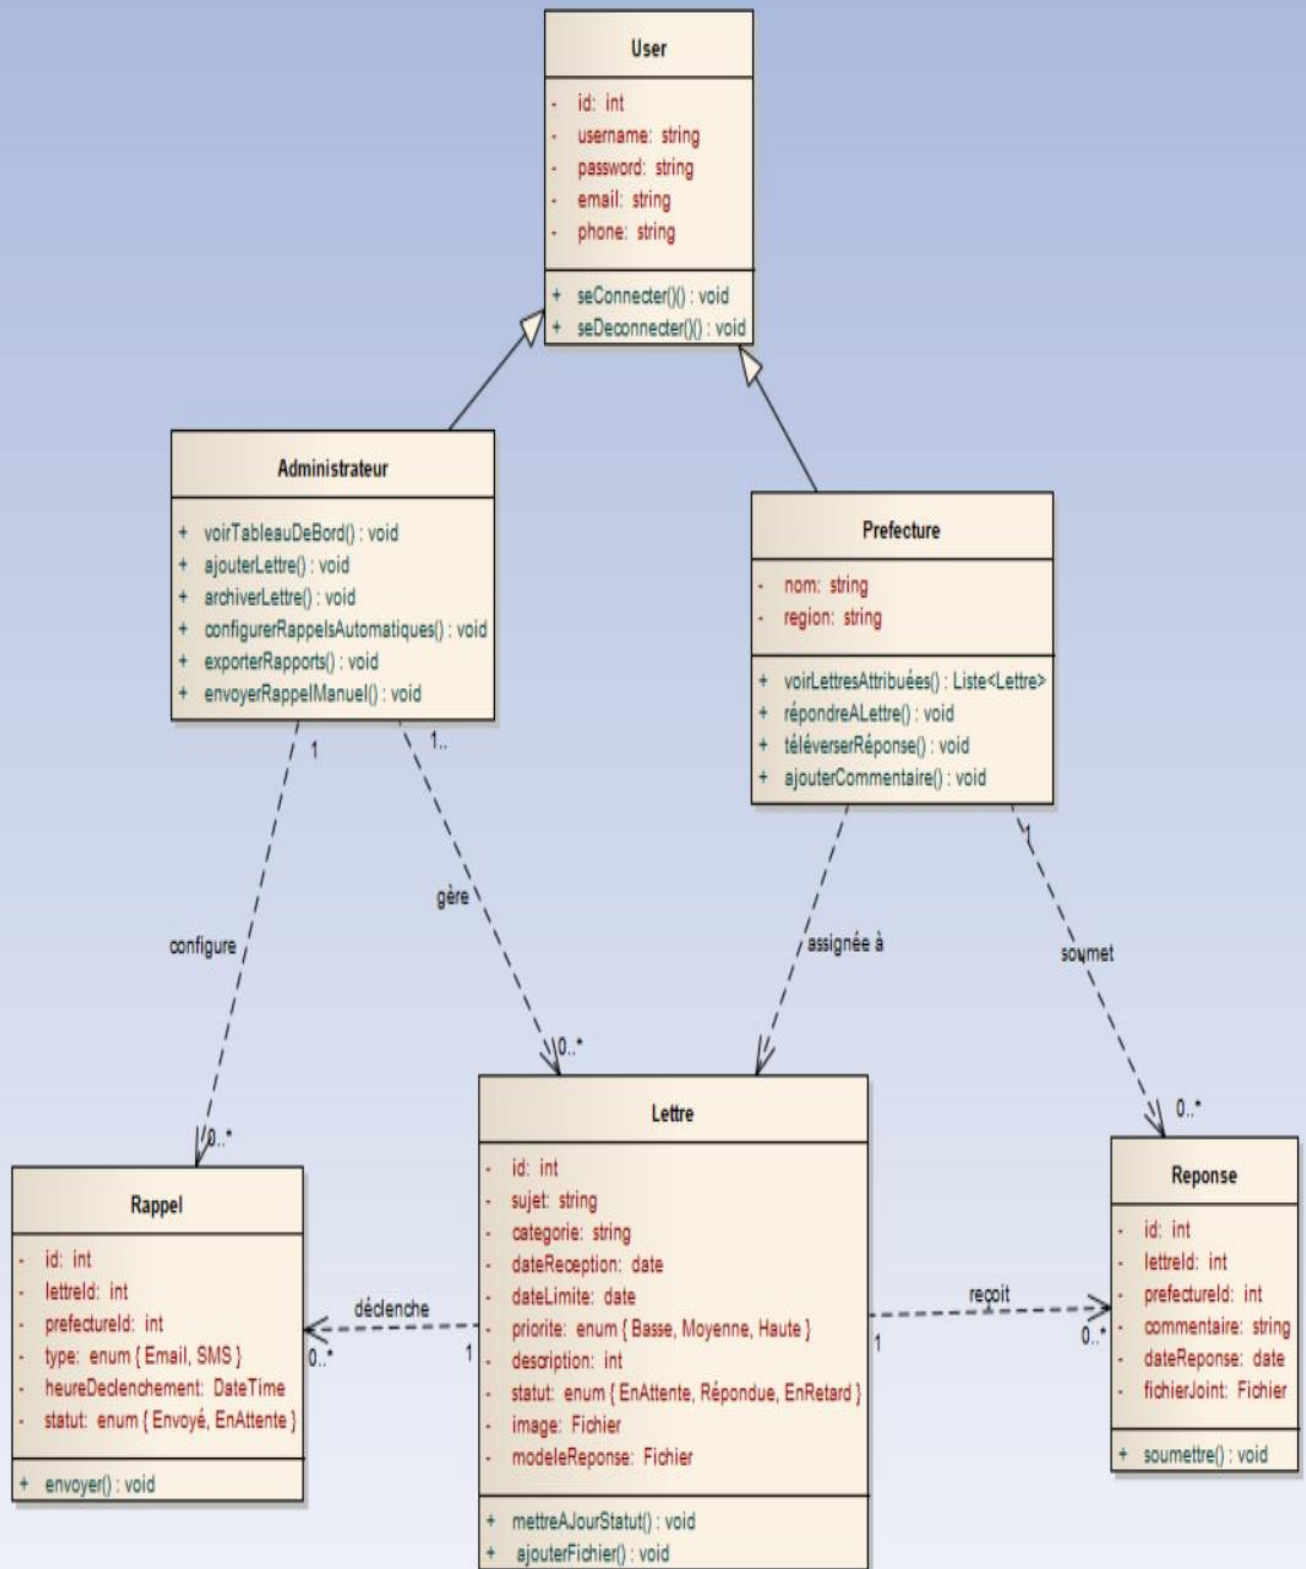 User
- id: int
- username: string
- password: string
- email: string
- phone: string
+ seConnecter()() : void
+ seDeconnecter()() : void
Administrateur
+ voirTableauDeBord() : void
+ ajouterLettre() : void
+ archiverLettre() : void
+ configurerRappelsAutomatiques() : void
+ exporterRapports() : void
+ envoyerRappelManuel() : void
Prefecture
- nom: string
- region: string
+ voirLettresAttribuées() : Liste<Lettre>
+ répondreALettre() : void
+ téléverserRéponse() : void
+ ajouterCommentaire() : void
1
1..
1
gère
configure
assignée à
soumet
0..*
0..*
0..*
Rappel
- id: int
- lettreId: int
- prefectureId: int
- type: enum { Email, SMS }
- heureDeclenchement: DateTime
- statut: enum { Envoyé, EnAttente }
+ envoyer() : void
déclenche
0..*
1
Lettre
- id: int
- sujet: string
- categorie: string
- dateReception: date
- dateLimite: date
- priorite: enum { Basse, Moyenne, Haute }
- description: int
- statut: enum { EnAttente, Répondue, EnRetard }
- image: Fichier
- modeleReponse: Fichier
+ mettreAJourStatut() : void
+ ajouterFichier() : void
reçoit
1
0..*
Reponse
- id: int
- lettreId: int
- prefectureId: int
- commentaire: string
- dateReponse: date
- fichierJoint: Fichier
+ soumettre() : void